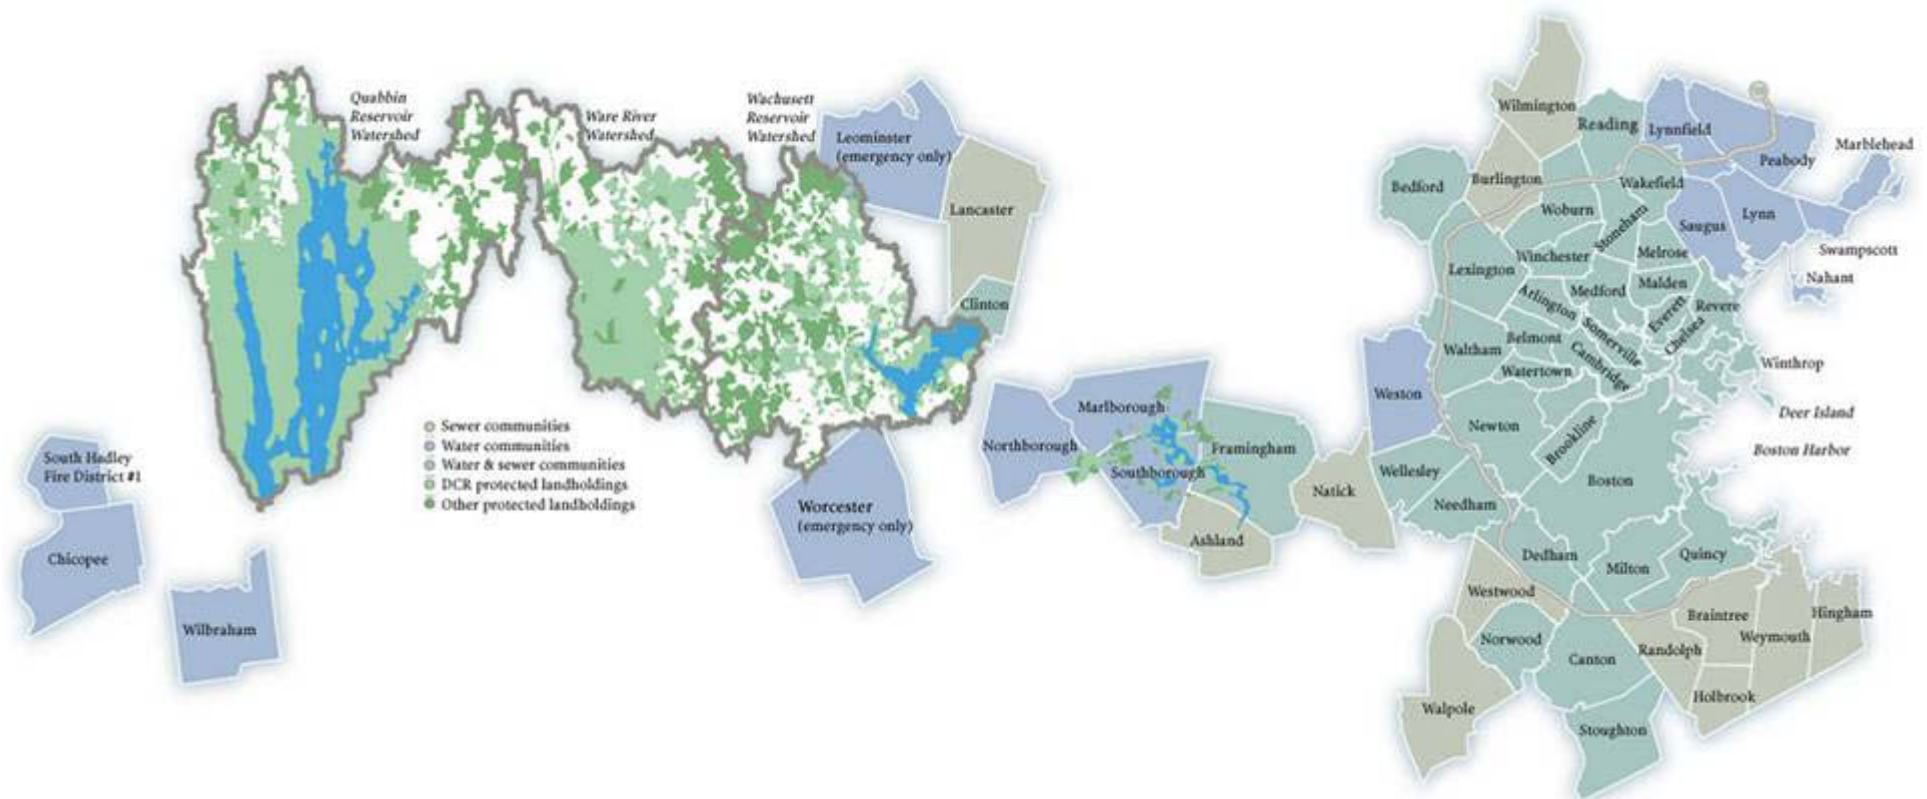 Quabbin
Reservoir
Watershed
Ware River
Watershed
Wachusett
Reservoir
Watershed
Leominster
(emergency only)
Lancaster
Clinton
South Hadley
Fire District #1
Chicopee
Wilbraham
Sewer communities
Water communities
Water & sewer communities
DCR protected landholdings
Other protected landholdings
Worcester
(emergency only)
Northborough
Marlborough
Southborough
Framingham
Ashland
Natick
Wilmington
Reading
Lynnfield
Peabody
Marblehead
Bedford
Burlington
Wakefield
Woburn
Stoneham
Saugus
Lynn
Swampscott
Nahant
Lexington
Winchester
Melrose
Arlington
Medford
Malden
Everett
Revere
Chelsea
Waltham
Belmont
Somerville
Cambridge
Watertown
Winthrop
Weston
Deer Island
Boston Harbor
Newton
Brookline
Wellesley
Needham
Boston
Dedham
Milton
Quincy
Westwood
Norwood
Canton
Randolph
Braintree
Weymouth
Hingham
Holbrook
Walpole
Stoughton